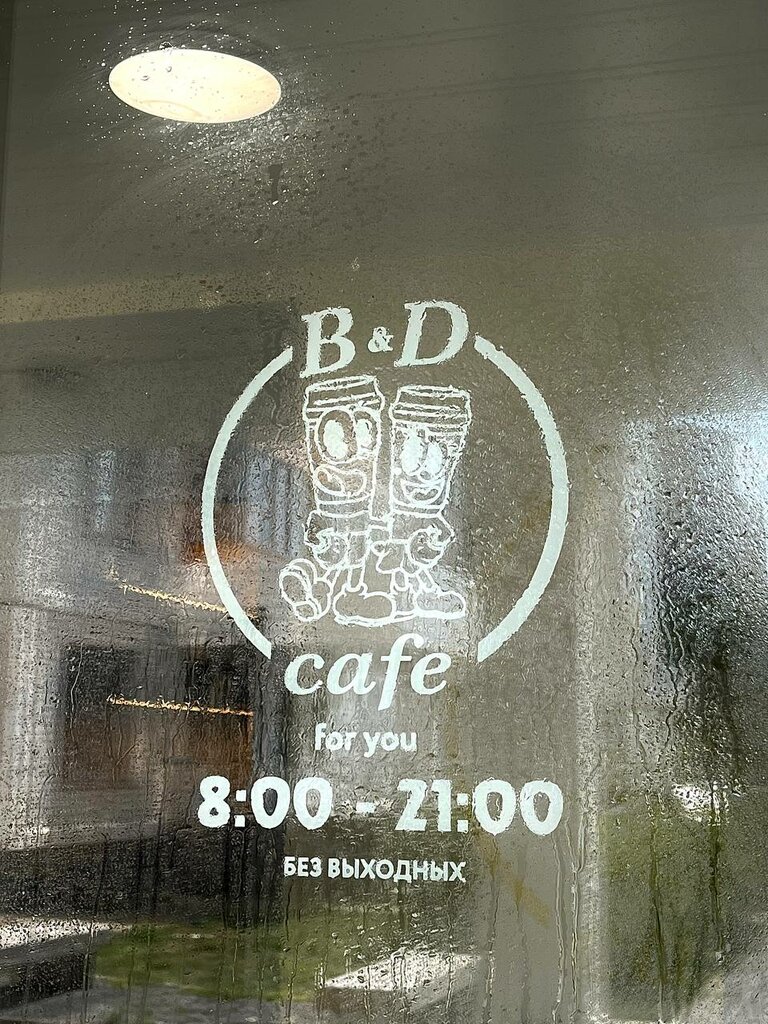 B & D
cafe
for you
8:00 - 21:00
БЕЗ ВЫХОДНЫХ